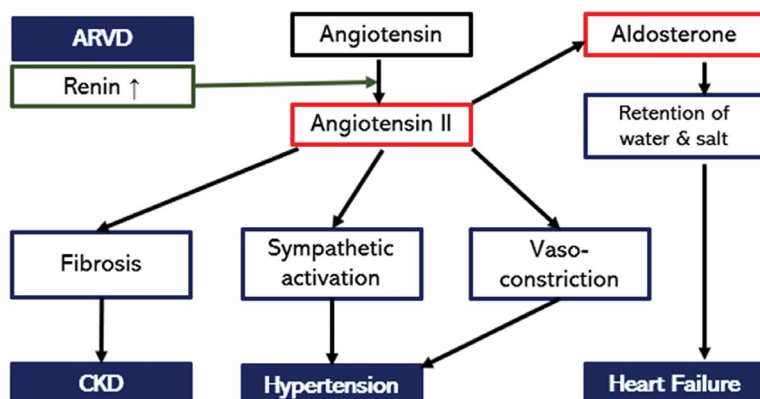 ARVD
Angiotensin
Aldosterone
Renin ↑
Angiotensin II
Retention of
water & salt
Fibrosis
Sympathetic
activation
Vaso-
constriction
CKD
Hypertension
Heart Failure